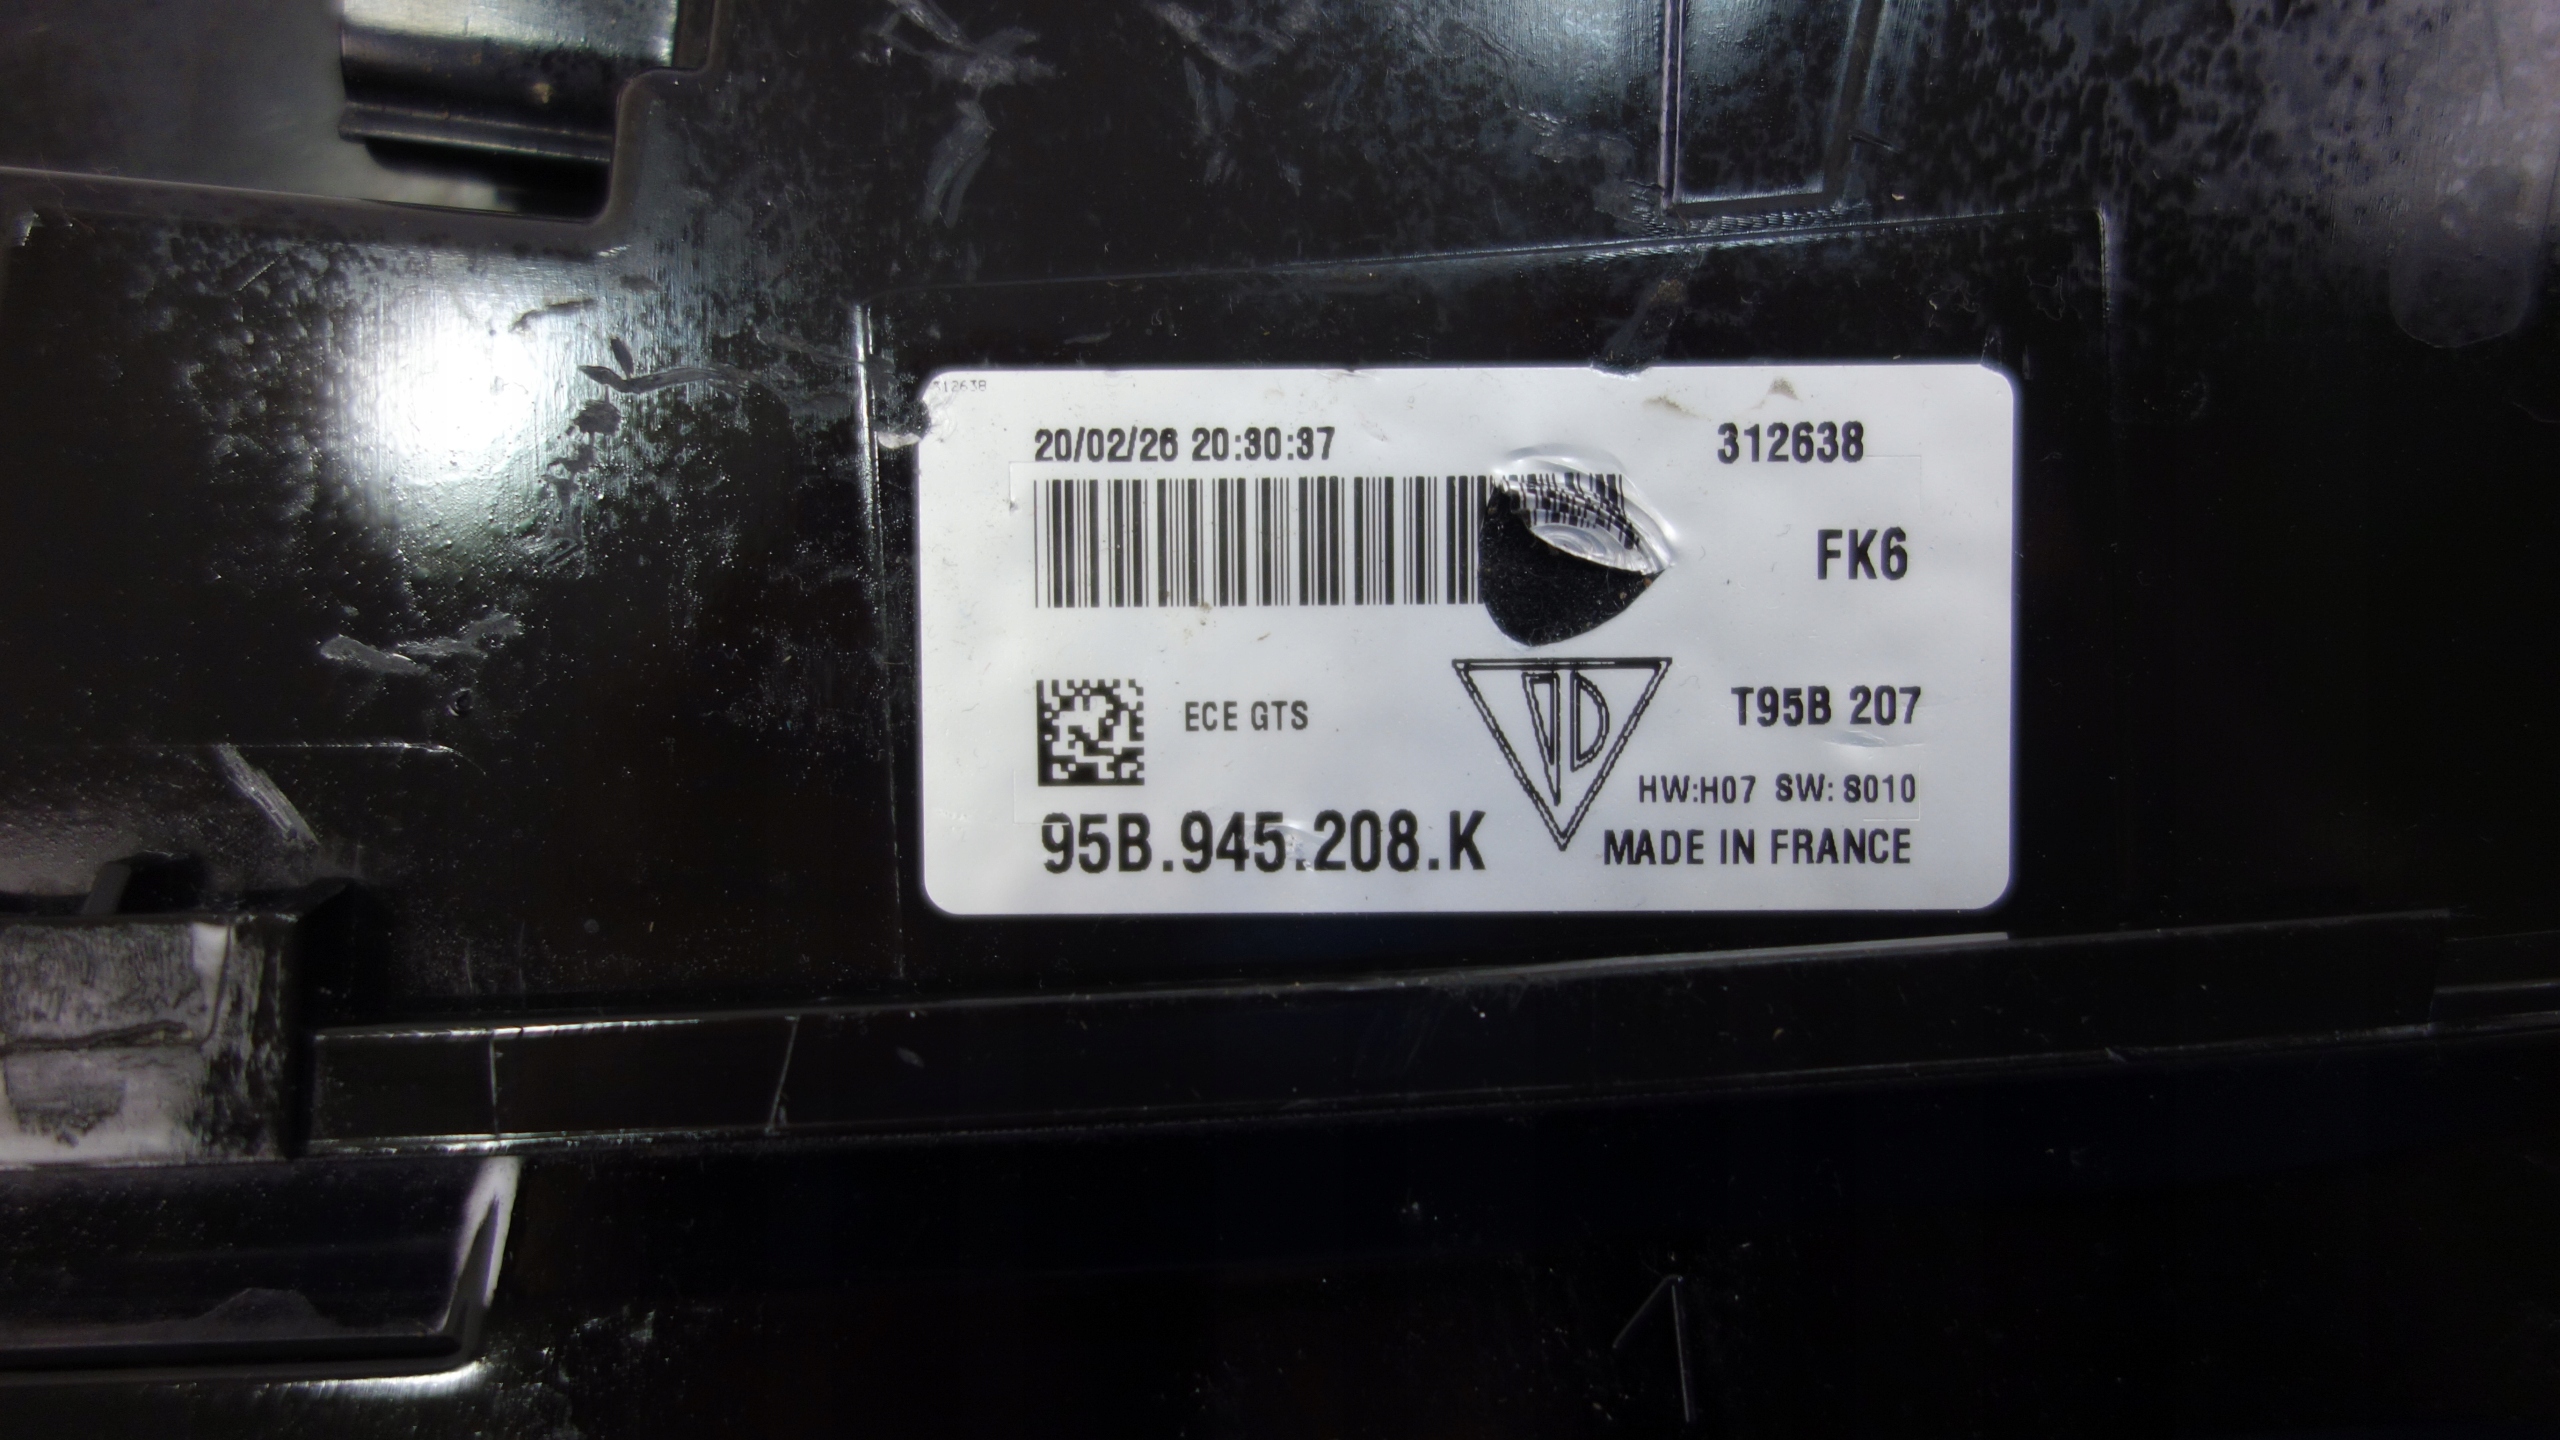 312638
20/02/26 20:30:37
312638
FK6
ECE GTS
T95B 207
HW:H07 SW: S010
95B.945.208.K
MADE IN FRANCE